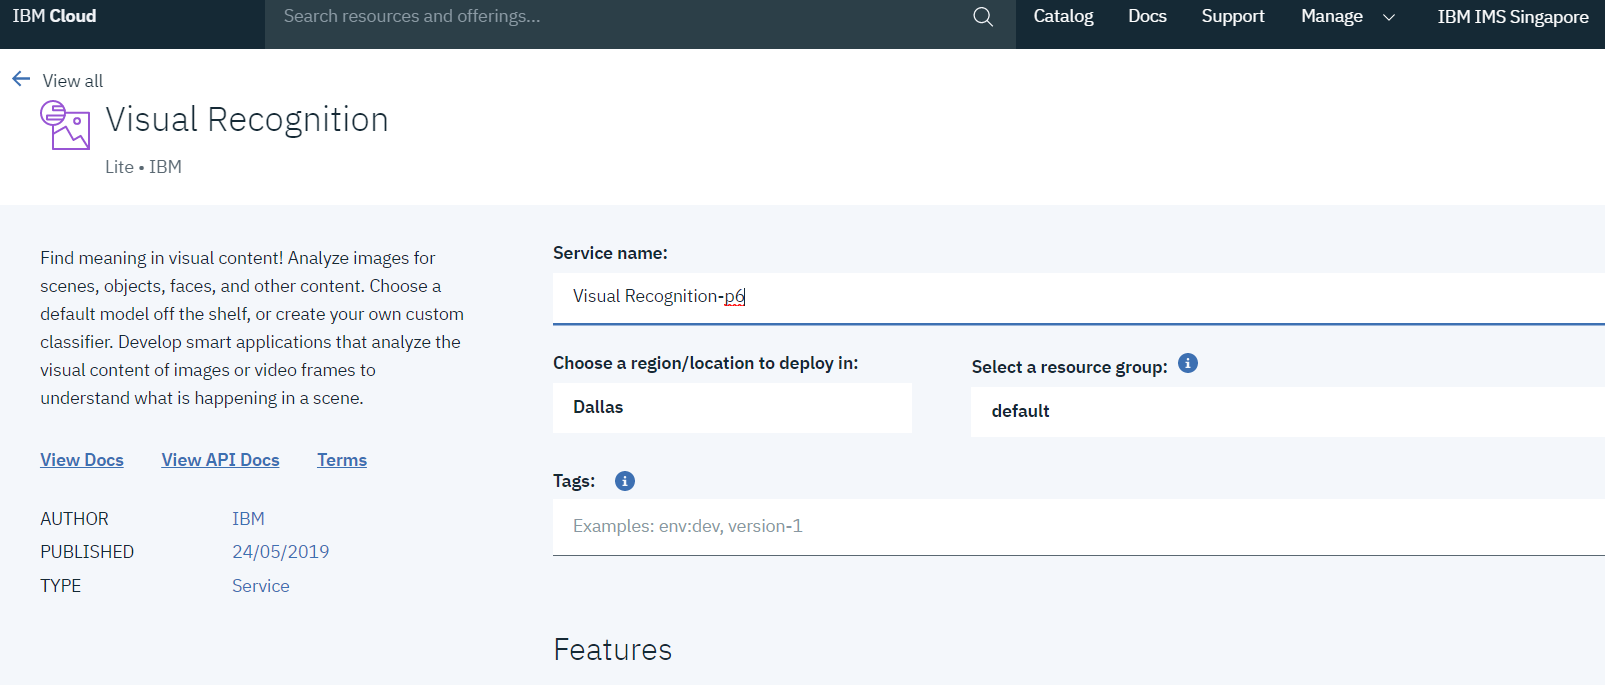 IBM Cloud
Search resources and offerings...
Catalog
Docs
Support
Manage
IBM IMS Singapore
View all
Visual Recognition
Lite • IBM
Find meaning in visual content! Analyze images for
scenes, objects, faces, and other content. Choose a
default model off the shelf, or create your own custom
classifier. Develop smart applications that analyze the
visual content of images or video frames to
understand what is happening in a scene.
View Docs
View API Docs
Terms
AUTHOR
IBM
PUBLISHED
24/05/2019
TYPE
Service
Service name:
Visual Recognition-p6
Choose a region/location to deploy in:
Dallas
Select a resource group:
default
Tags:
Examples: env:dev, version-1
Features